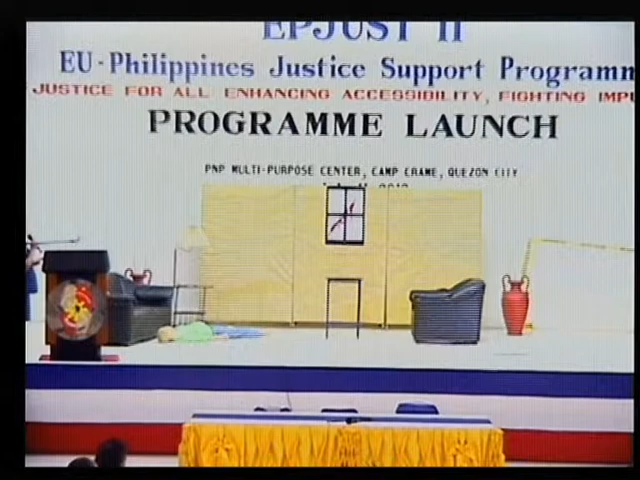 EPJUST II
EU-Philippines Justice Support Programm
JUSTICE FOR ALL ENHANCING ACCESSIBILITY, FIGHTING IMPU
PROGRAMME LAUNCH
PNP MULTI-PURPOSE CENTER, CAMP CRAME, QUEZON CITY